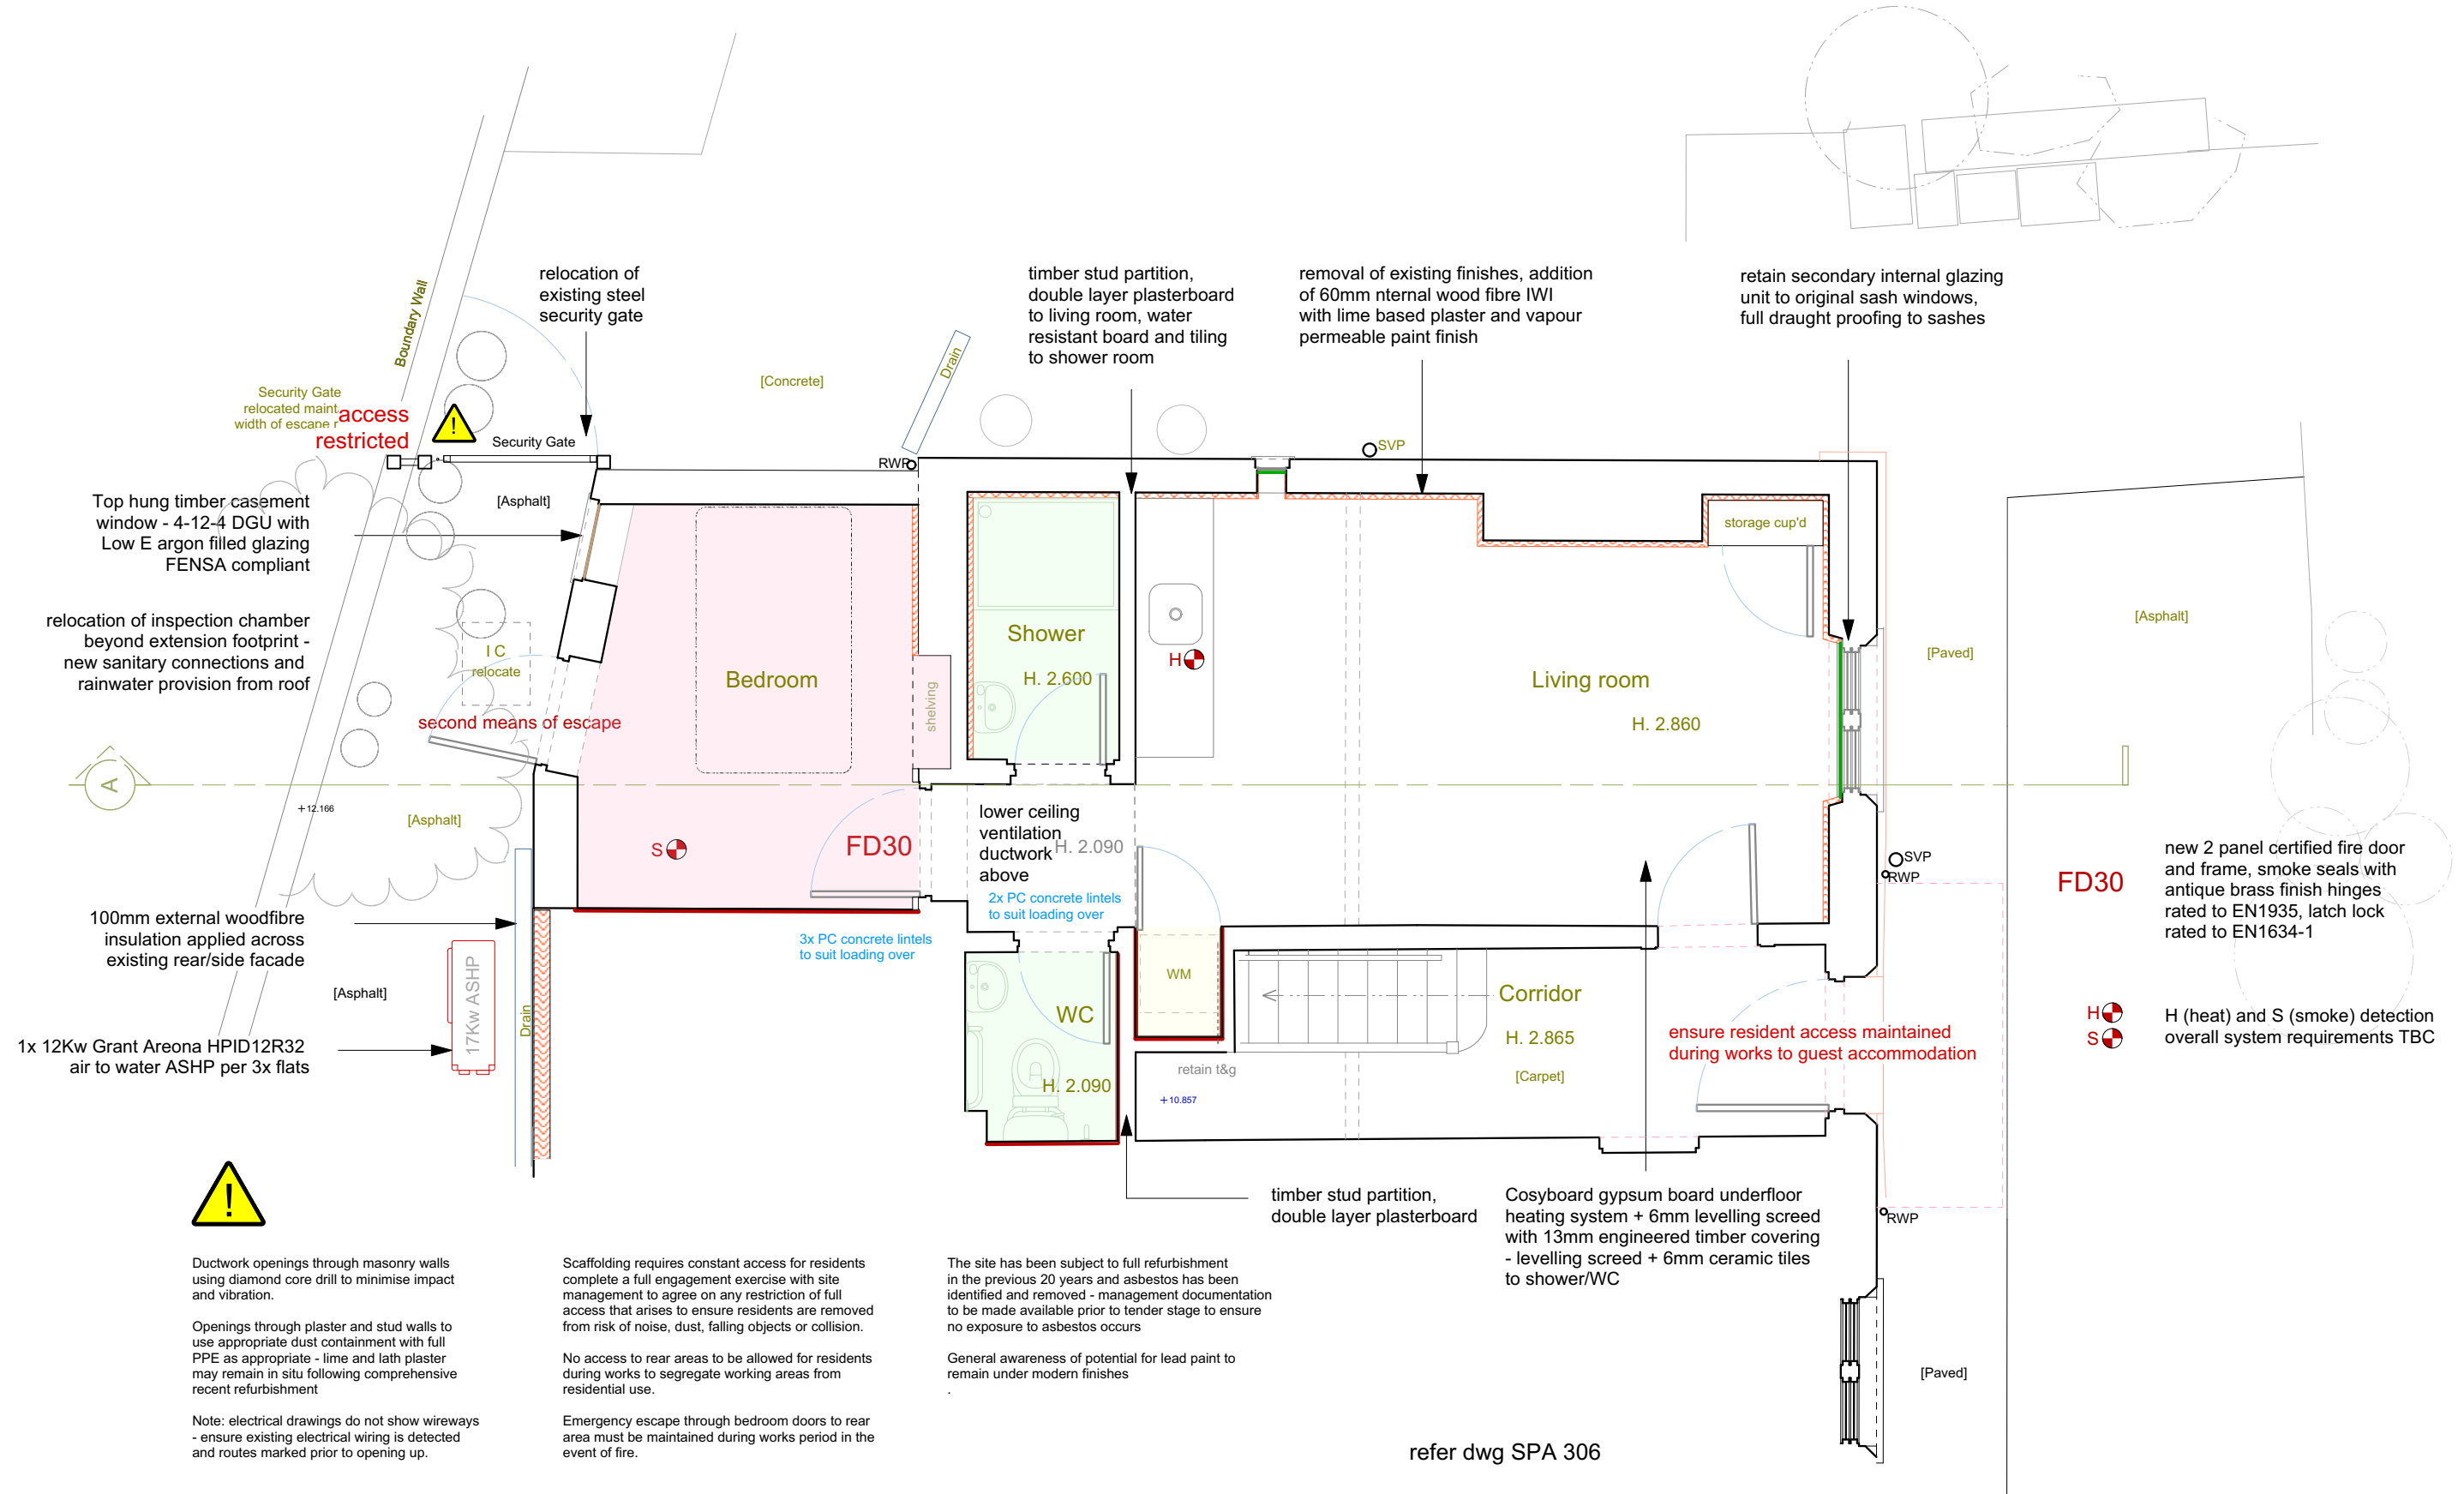 relocation of
existing steel
security gate
timber stud partition,
double layer plasterboard
to living room, water
resistant board and tiling
to shower room
removal of existing finishes, addition
of 60mm nternal wood fibre IWI
with lime based plaster and vapour
permeable paint finish
retain secondary internal glazing
unit to original sash windows,
full draught proofing to sashes
Boundary Wall
Drain
[Concrete]
Security Gate
relocated maint
width of escape r
access
restricted
!
Security Gate
RWP
SVP
Top hung timber casement
window - 4-12-4 DGU with
Low E argon filled glazing
FENSA compliant
[Asphalt]
storage cup'd
relocation of inspection chamber
beyond extension footprint -
new sanitary connections and
rainwater provision from roof
I C
relocate
second means of escape
Bedroom
shelving
Shower
H. 2.600
H
Living room
H. 2.860
[Paved]
[Asphalt]
A
+12.166
[Asphalt]
S
FD30
lower ceiling
ventilation
ductwork
above
H. 2.090
2x PC concrete lintels
to suit loading over
3x PC concrete lintels
to suit loading over
SVP
RWP
FD30
new 2 panel certified fire door
and frame, smoke seals with
antique brass finish hinges
rated to EN1935, latch lock
rated to EN1634-1
100mm external woodfibre
insulation applied across
existing rear/side facade
[Asphalt]
17Kw ASHP
Drain
1x 12Kw Grant Areona HPID12R32
air to water ASHP per 3x flats
WC
H. 2.090
WM
retain t&g
+10.857
Corridor
H. 2.865
[Carpet]
ensure resident access maintained
during works to guest accommodation
H
S
H (heat) and S (smoke) detection
overall system requirements TBC
timber stud partition,
double layer plasterboard
Cosyboard gypsum board underfloor
heating system + 6mm levelling screed
with 13mm engineered timber covering
- levelling screed + 6mm ceramic tiles
to shower/WC
RWP
[Paved]
!
Ductwork openings through masonry walls
using diamond core drill to minimise impact
and vibration.
Openings through plaster and stud walls to
use appropriate dust containment with full
PPE as appropriate - lime and lath plaster
may remain in situ following comprehensive
recent refurbishment
Note: electrical drawings do not show wireways
- ensure existing electrical wiring is detected
and routes marked prior to opening up.
Scaffolding requires constant access for residents
complete a full engagement exercise with site
management to agree on any restriction of full
access that arises to ensure residents are removed
from risk of noise, dust, falling objects or collision.
No access to rear areas to be allowed for residents
during works to segregate working areas from
residential use.
Emergency escape through bedroom doors to rear
area must be maintained during works period in the
event of fire.
The site has been subject to full refurbishment
in the previous 20 years and asbestos has been
identified and removed - management documentation
to be made available prior to tender stage to ensure
no exposure to asbestos occurs
General awareness of potential for lead paint to
remain under modern finishes
.
refer dwg SPA 306